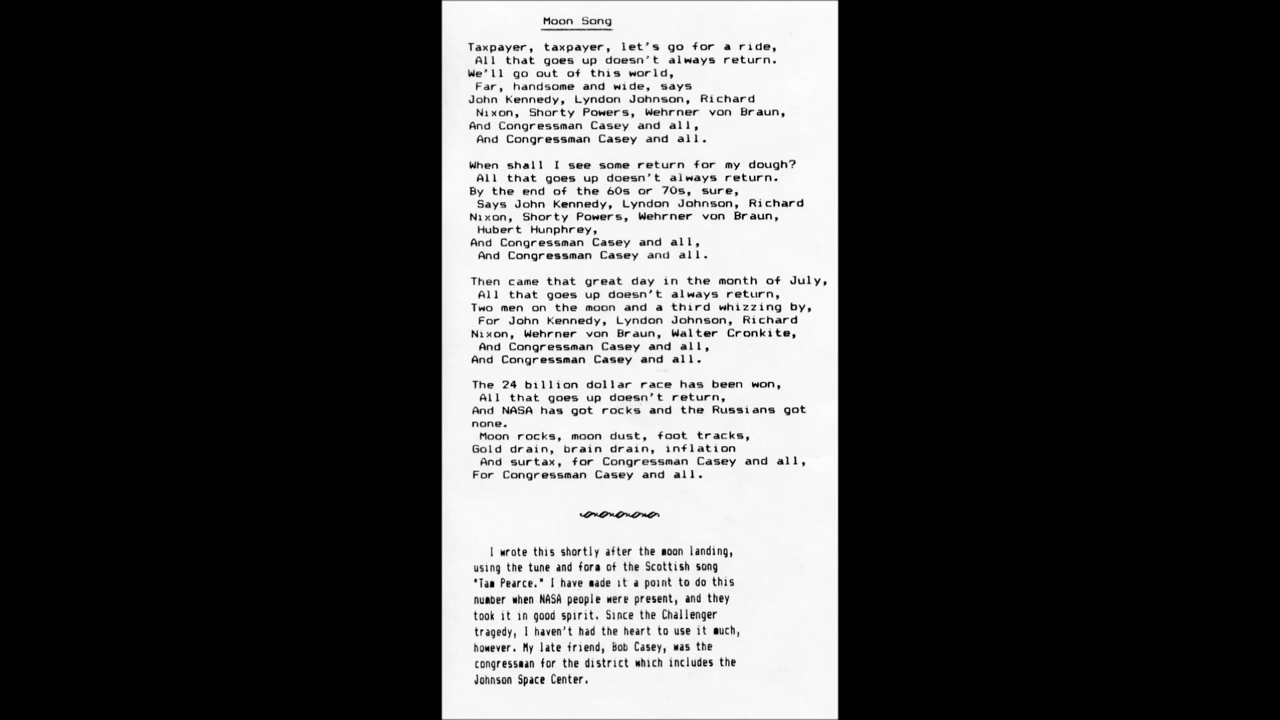 Moon Song
Taxpayer, taxpayer, let's go for a ride,
All that goes up doesn't always return.
We'll go out of this world,
Far, handsome and wide, says
John Kennedy, Lyndon Johnson, Richard
Nixon, Shorty Powers, Wehrner von Braun,
And Congressman Casey and all,
And Congressman Casey and all.
When shall I see some return for my dough?
All that goes up doesn't always return.
By the end of the 60s or 70s, sure,
Says John Kennedy, Lyndon Johnson, Richard
Nixon, Shorty Powers, Wehrner von Braun,
Hubert Hunphrey,
And Congressman Casey and all,
And Congressman Casey and all.
Then came that great day in the month of July,
All that goes up doesn't always return,
Two men on the moon and a third whizzing by,
For John Kennedy, Lyndon Johnson, Richard
Nixon, Wehrner von Braun, Walter Cronkite,
And Congressman Casey and all,
And Congressman Casey and all.
The 24 billion dollar race has been won,
All that goes up doesn't return,
And NASA has got rocks and the Russians got
none.
Moon rocks, moon dust, foot tracks,
Gold drain, brain drain, inflation
And surtax, for Congressman Casey and all,
For Congressman Casey and all.
I wrote this shortly after the moon landing,
using the tune and form of the Scottish song
"Tam Pearce." I have made it a point to do this
number when NASA people were present, and they
took it in good spirit. Since the Challenger
tragedy, I haven't had the heart to use it much,
however. My late friend, Bob Casey, was the
congressman for the district which includes the
Johnson Space Center.